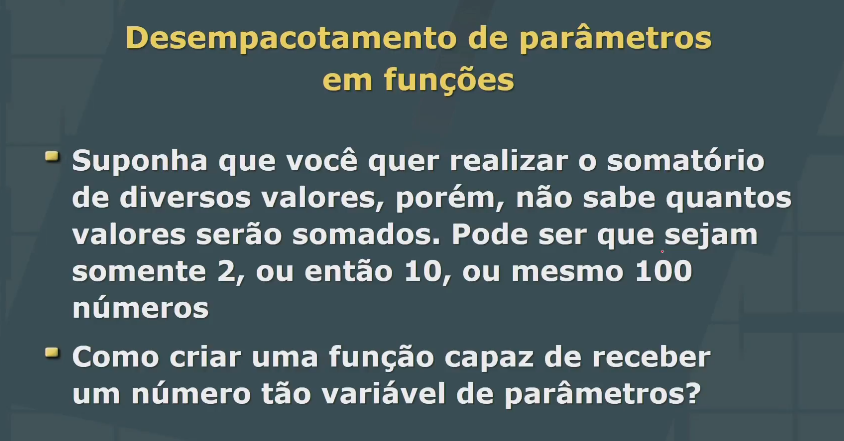 Desempacotamento de parâmetros
em funções
Suponha que você quer realizar o somatório
de diversos valores, porém, não sabe quantos
valores serão somados. Pode ser que sejam
somente 2, ou então 10, ou mesmo 100
números
Como criar uma função capaz de receber
um número tão variável de parâmetros?